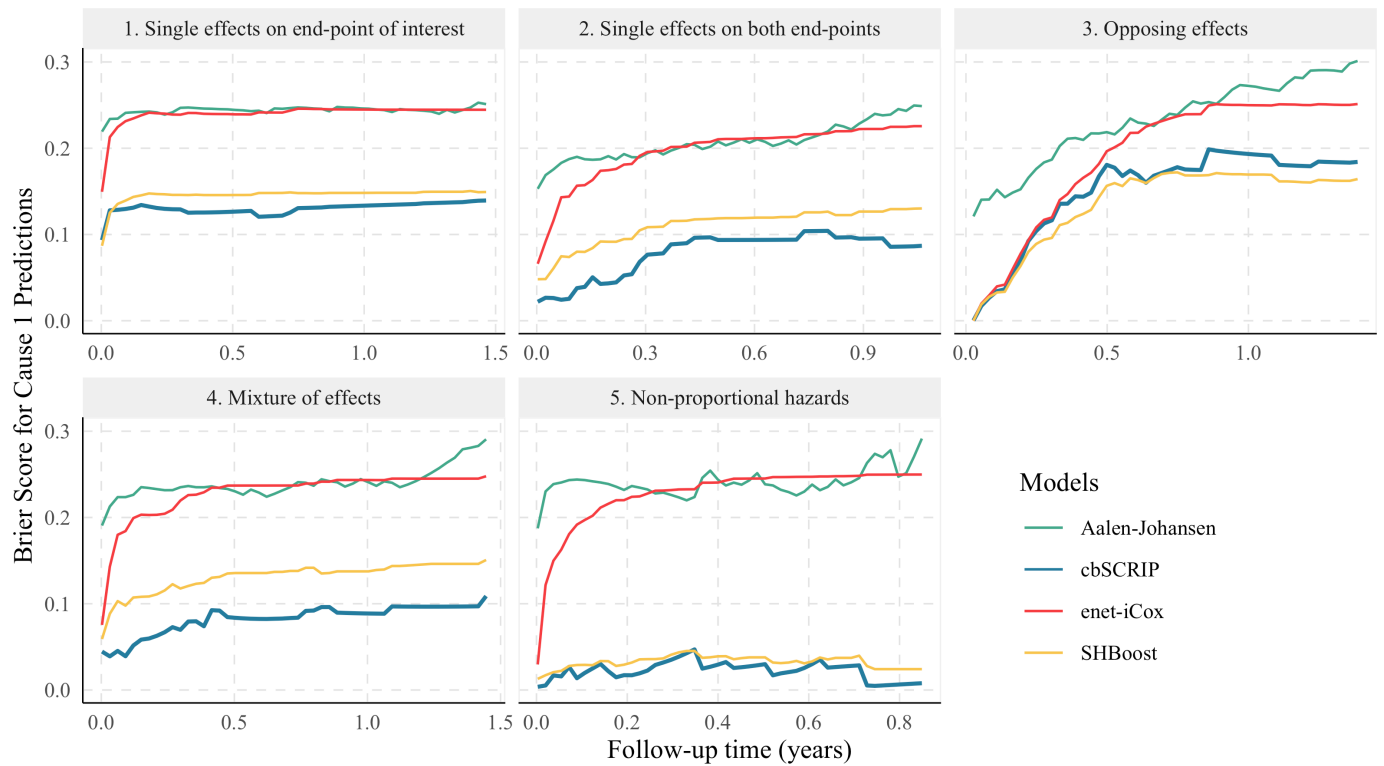 1. Single effects on end-point of interest
2. Single effects on both end-points
3. Opposing effects
Brier Score for Cause 1 Predictions
0.3
0.2
0.1
0.0
0.0 0.5 1.0 1.5
0.0 0.3 0.6 0.9
0.0 0.5 1.0
4. Mixture of effects
5. Non-proportional hazards
0.3
0.2
0.1
0.0
0.0 0.5 1.0 1.5
0.0 0.2 0.4 0.6 0.8
Follow-up time (years)
Models
Aalen-Johansen
cbSCRIP
enet-iCox
SHBoost